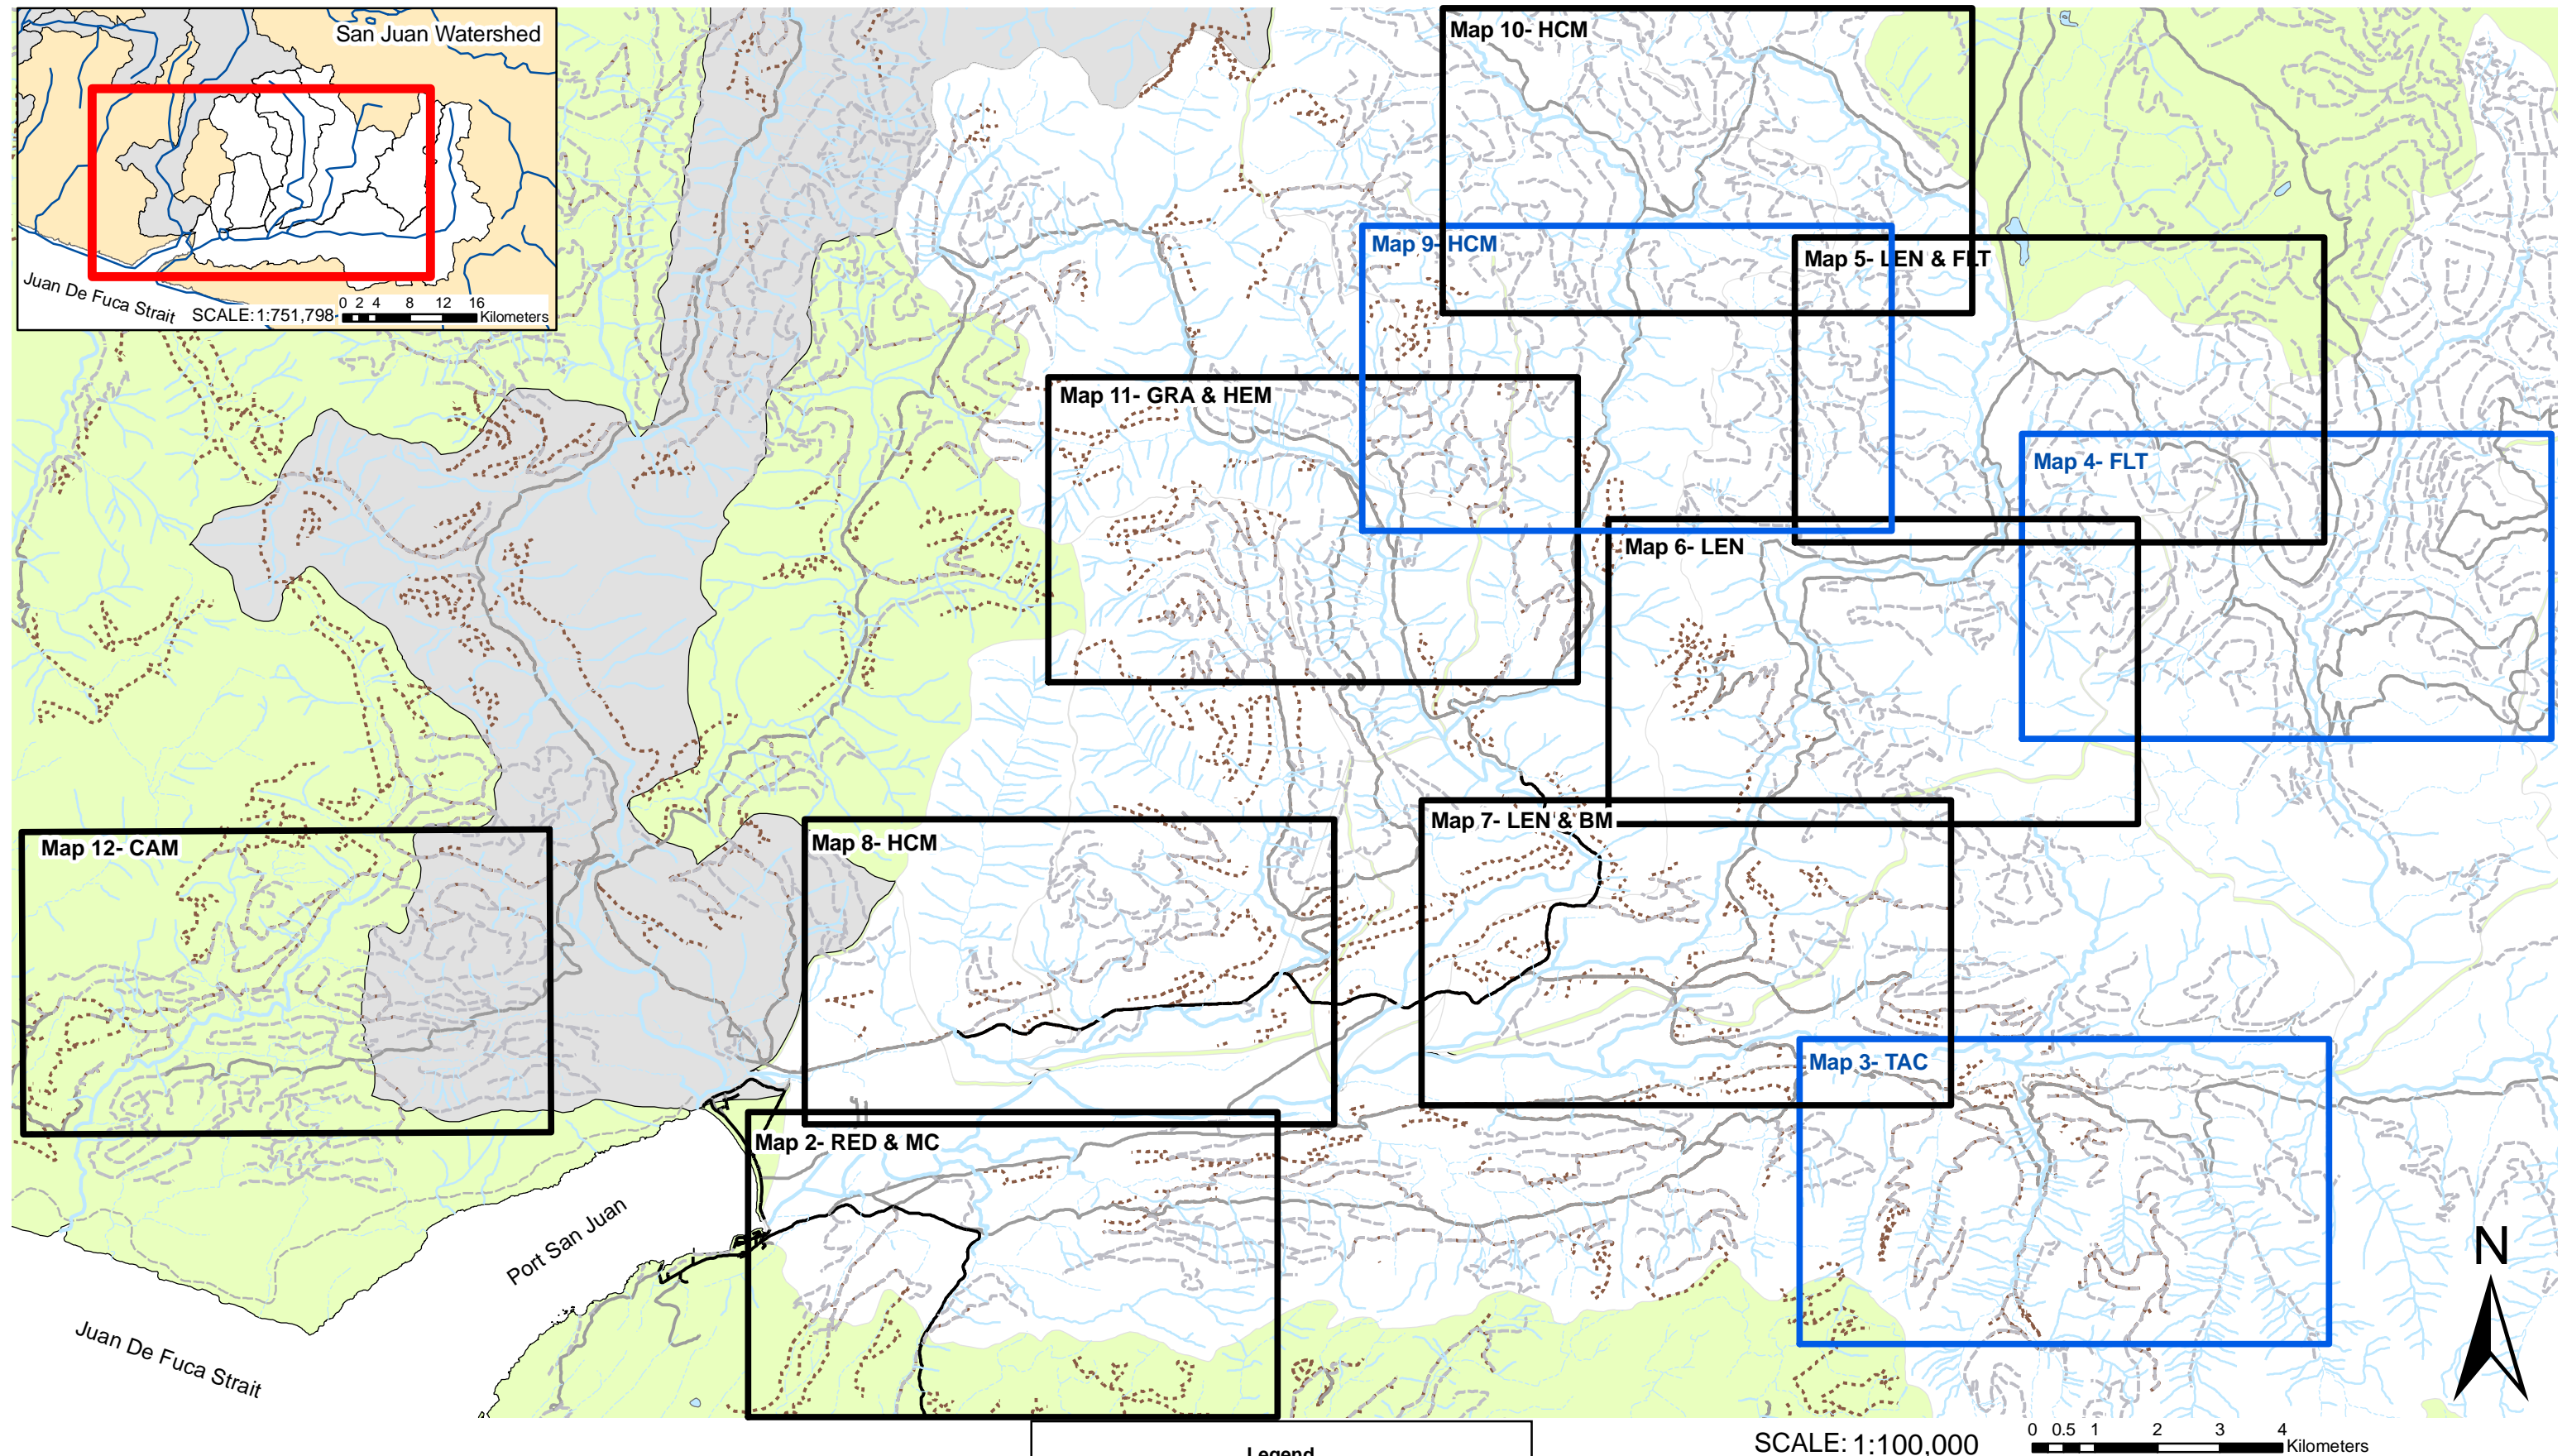 San Juan Watershed
Juan De Fuca Strait
SCALE: 1:751,798
0 2 4 8 12 16
Kilometers
Map 10- HCM
Map 9- HCM
Map 5- LEN & FLT
Map 11- GRA & HEM
Map 4- FLT
Map 6- LEN
Map 7- LEN & BM
Map 8- HCM
Map 12- CAM
Map 3- TAC
Map 2- RED & MC
Port San Juan
Juan De Fuca Strait
N
Legend
SCALE: 1:100,000
0 0.5 1 2 3 4
Kilometers